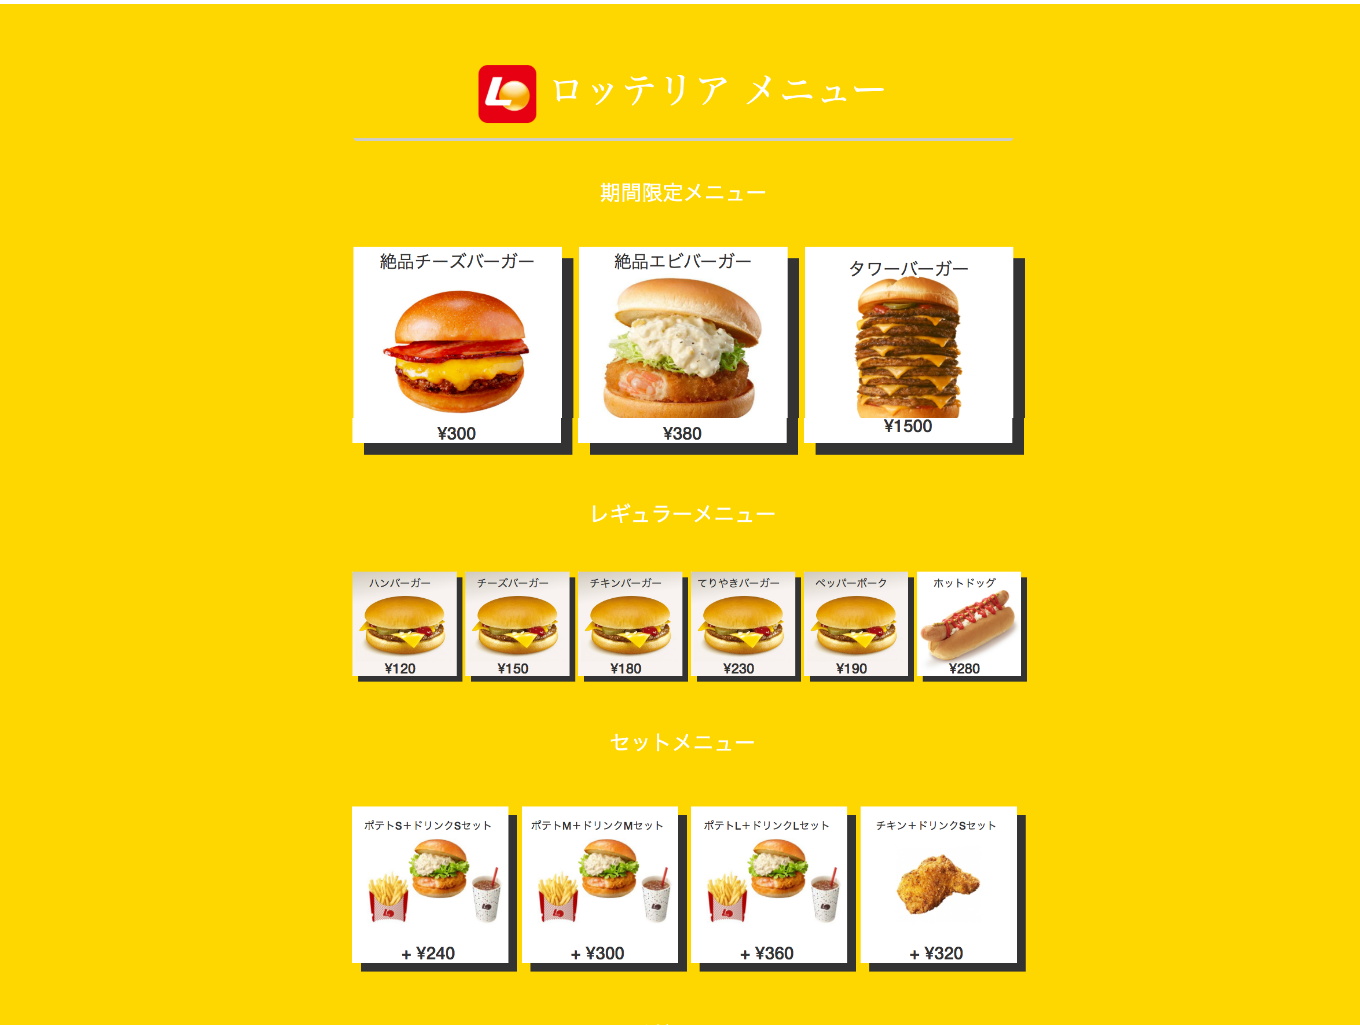 ロッテリア メニュー
期間限定メニュー
絶品チーズバーガー
¥300
絶品エビバーガー
¥380
タワーバーガー
¥1500
レギュラーメニュー
ハンバーガー
¥120
チーズバーガー
¥150
チキンバーガー
¥180
てりやきバーガー
¥230
ペッパーポーク
¥190
ホットドッグ
¥280
セットメニュー
ポテトS+ドリンクSセット
+ ¥240
ポテトM+ドリンクMセット
+ ¥300
ポテトL+ドリンクLセット
+ ¥360
チキン+ドリンクSセット
+ ¥320